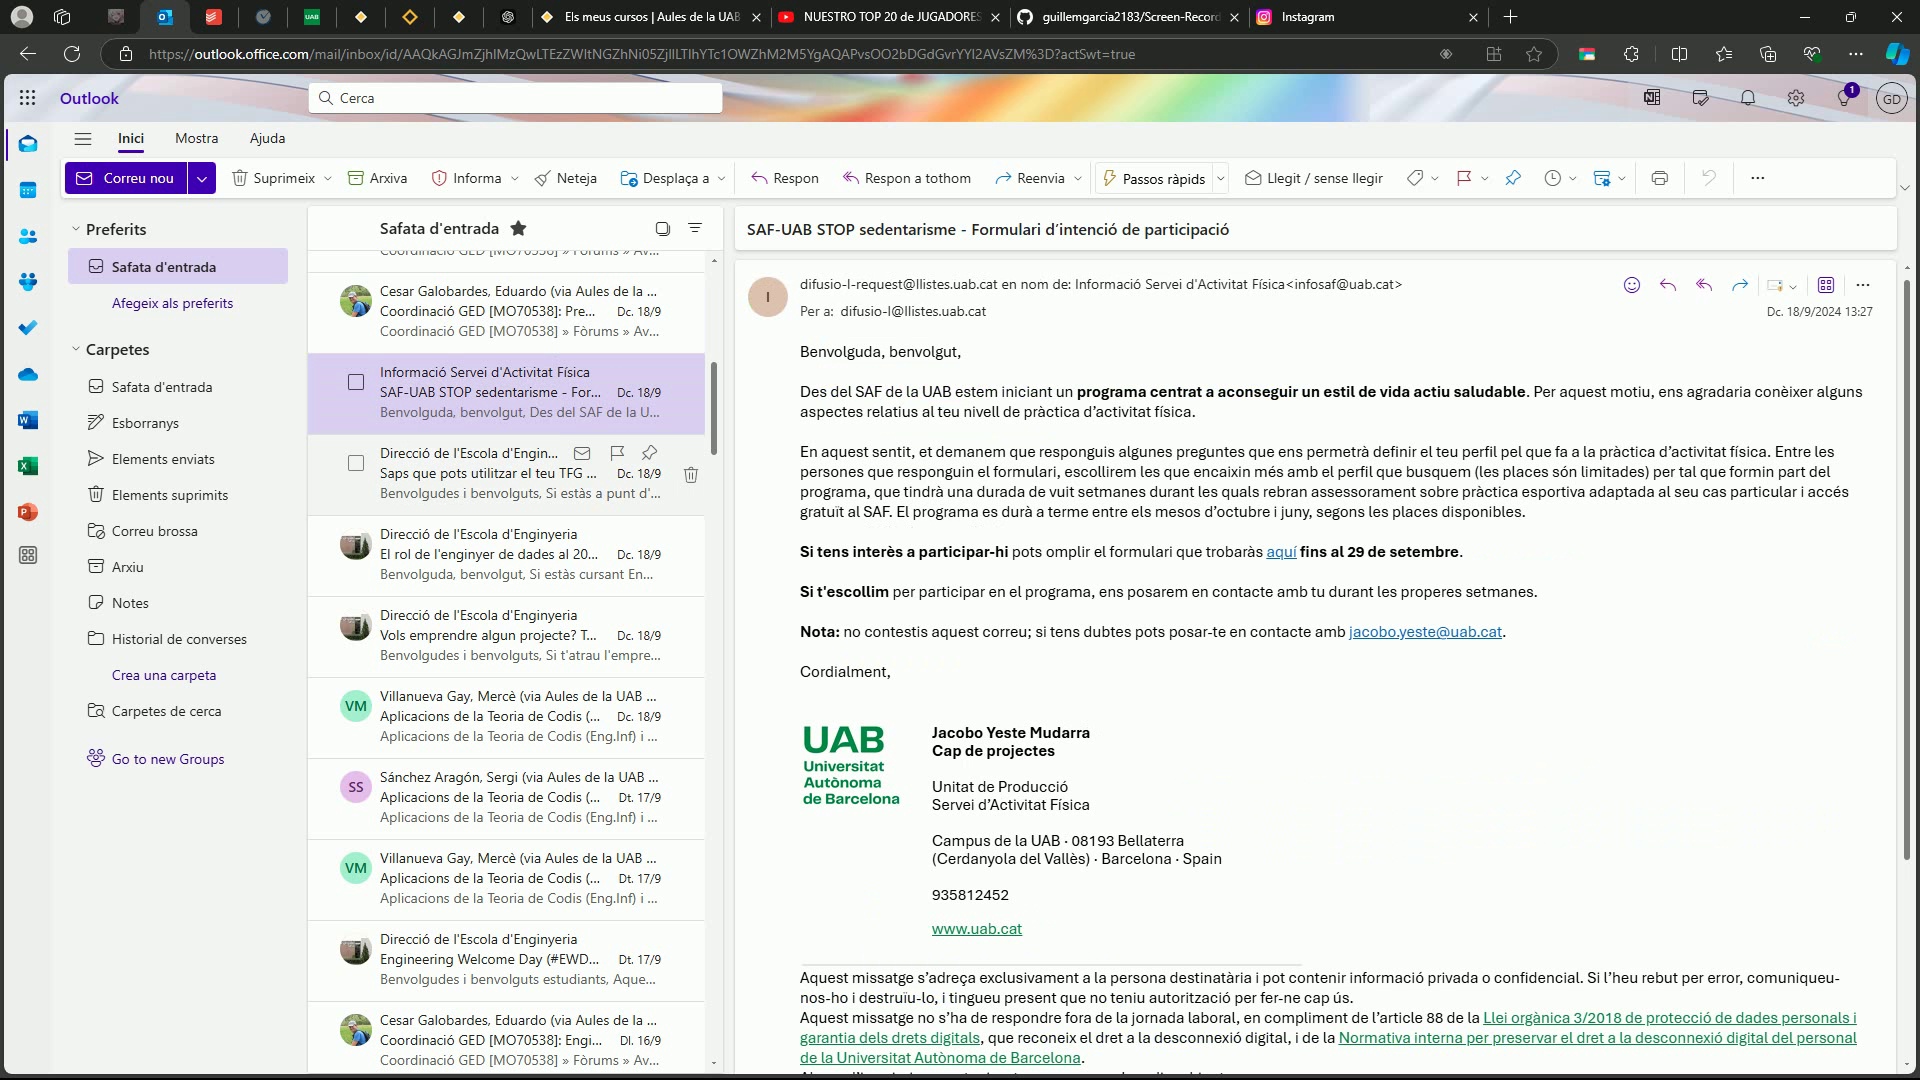 Els meus cursos | Aules de la UAB
NUESTRO TOP 20 de JUGADORES
guillemgarcia2183/Screen-Record
Instagram
Outlook
Cerca
1
GD
Inici
Mostra
Ajuda
Correu nou
Suprimeix
Arxiva
Informa
Neteja
Desplaça a
Respon
Respon a tothom
Reenvia
Passos ràpids
Llegit / sense llegir
Preferits
Safata d'entrada
Afegeix als preferits
Carpetes
Safata d'entrada
Esborranys
Elements enviats
Elements suprimits
Correu brossa
Arxiu
Notes
Historial de converses
Crea una carpeta
Carpetes de cerca
Go to new Groups
Safata d'entrada
Coordinació GED [MO70538] » Fòrums » Av...
Cesar Galobardes, Eduardo (via Aules de la ...
Coordinació GED [MO70538]: Pre... Dc. 18/9
Coordinació GED [MO70538] » Fòrums » Av...
Informació Servei d'Activitat Física
SAF-UAB STOP sedentarisme - For... Dc. 18/9
Benvolguda, benvolgut, Des del SAF de la U...
Direcció de l'Escola d'Engin...
Saps que pots utilitzar el teu TFG ... Dc. 18/9
Benvolgudes i benvolguts, Si estàs a punt d'...
Direcció de l'Escola d'Enginyeria
El rol de l'enginyer de dades al 20... Dc. 18/9
Benvolguda, benvolgut, Si estàs cursant En...
Direcció de l'Escola d'Enginyeria
Vols emprendre algun projecte? T... Dc. 18/9
Benvolgudes i benvolguts, Si t'atrau l'empre...
VM
Villanueva Gay, Mercè (via Aules de la UAB ...
Aplicacions de la Teoria de Codis (... Dc. 18/9
Aplicacions de la Teoria de Codis (Eng.Inf) i ...
SS
Sánchez Aragón, Sergi (via Aules de la UAB ...
Aplicacions de la Teoria de Codis (... Dt. 17/9
Aplicacions de la Teoria de Codis (Eng.Inf) i ...
VM
Villanueva Gay, Mercè (via Aules de la UAB ...
Aplicacions de la Teoria de Codis (... Dt. 17/9
Aplicacions de la Teoria de Codis (Eng.Inf) i ...
Direcció de l'Escola d'Enginyeria
Engineering Welcome Day (#EWD... Dt. 17/9
Benvolgudes i benvolguts estudiants, Aque...
Cesar Galobardes, Eduardo (via Aules de la ...
Coordinació GED [MO70538]: Engi... Dl. 16/9
Coordinació GED [MO70538] » Fòrums » Av...
SAF-UAB STOP sedentarisme - Formulari d'intenció de participació
I
difusio-l-request@llistes.uab.cat en nom de: Informació Servei d'Activitat Física<infosaf@uab.cat>
Per a: difusio-l@llistes.uab.cat
Dc. 18/9/2024 13:27
Benvolguda, benvolgut,
Des del SAF de la UAB estem iniciant un programa centrat a aconseguir un estil de vida actiu saludable. Per aquest motiu, ens agradaria conèixer alguns
aspectes relatius al teu nivell de pràctica d'activitat física.
En aquest sentit, et demanem que responguis algunes preguntes que ens permetrà definir el teu perfil pel que fa a la pràctica d'activitat física. Entre les
persones que responguin el formulari, escollirem les que encaixin més amb el perfil que busquem (les places són limitades) per tal que formin part del
programa, que tindrà una durada de vuit setmanes durant les quals rebran assessorament sobre pràctica esportiva adaptada al seu cas particular i accés
gratuït al SAF. El programa es durà a terme entre els mesos d'octubre i juny, segons les places disponibles.
Si tens interès a participar-hi pots omplir el formulari que trobaràs aquí fins al 29 de setembre.
Si t'escollim per participar en el programa, ens posarem en contacte amb tu durant les properes setmanes.
Nota: no contestis aquest correu; si tens dubtes pots posar-te en contacte amb jacobo.yeste@uab.cat.
Cordialment,
UAB
Universitat
Autònoma
de Barcelona
Jacobo Yeste Mudarra
Cap de projectes
Unitat de Producció
Servei d'Activitat Física
Campus de la UAB · 08193 Bellaterra
(Cerdanyola del Vallès) · Barcelona · Spain
935812452
www.uab.cat
Aquest missatge s'adreça exclusivament a la persona destinatària i pot contenir informació privada o confidencial. Si l'heu rebut per error, comuniqueu-
nos-ho i destruïu-lo, i tingueu present que no teniu autorització per fer-ne cap ús.
Aquest missatge no s'ha de respondre fora de la jornada laboral, en compliment de l'article 88 de la Llei orgànica 3/2018 de protecció de dades personals i
garantia dels drets digitals, que reconeix el dret a la desconnexió digital, i de la Normativa interna per preservar el dret a la desconnexió digital del personal
de la Universitat Autònoma de Barcelona.